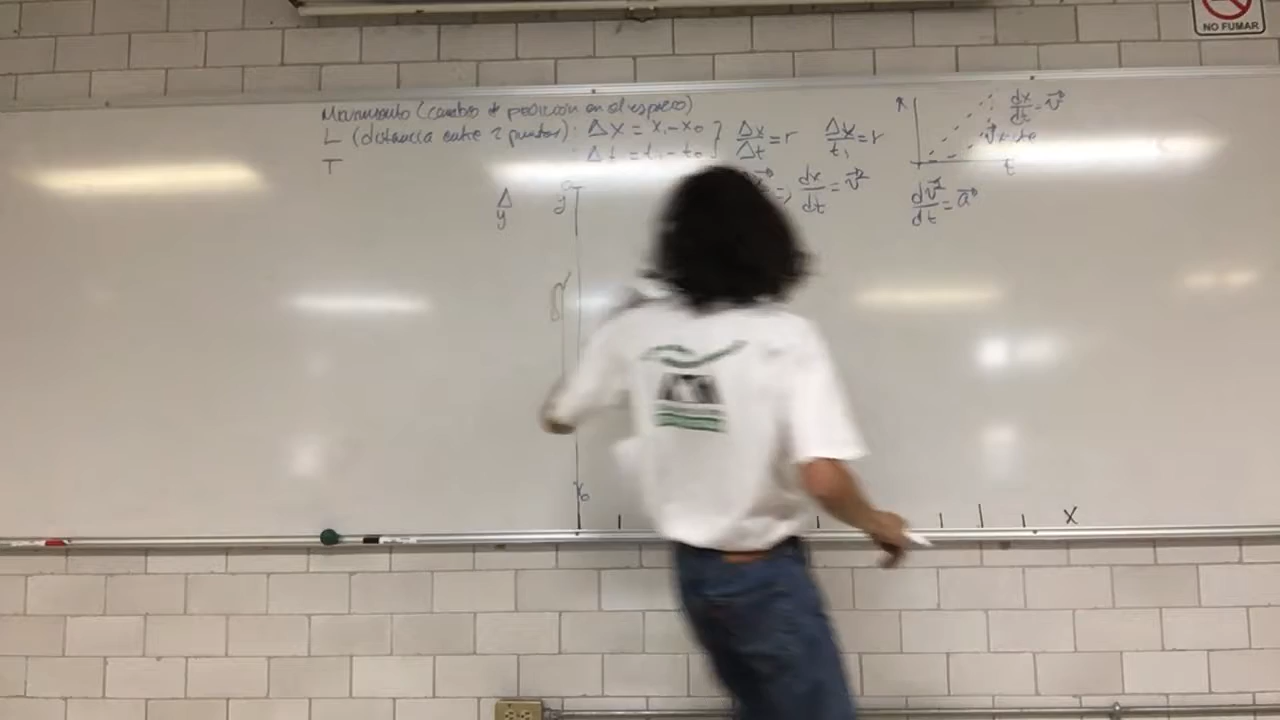 NO FUMAR
Movimiento (cambio de posición en el espacio)
L (distancia entre 2 puntos): Δx = x₁-x₀
Δx/Δt = r
Δx/t₁ = r
T
Δt = t₁-t₀
dx/dt = v⃗
dx/dt = v⃗
t
dv⃗/dt = a⃗
Δ
y
y
Y₀
X